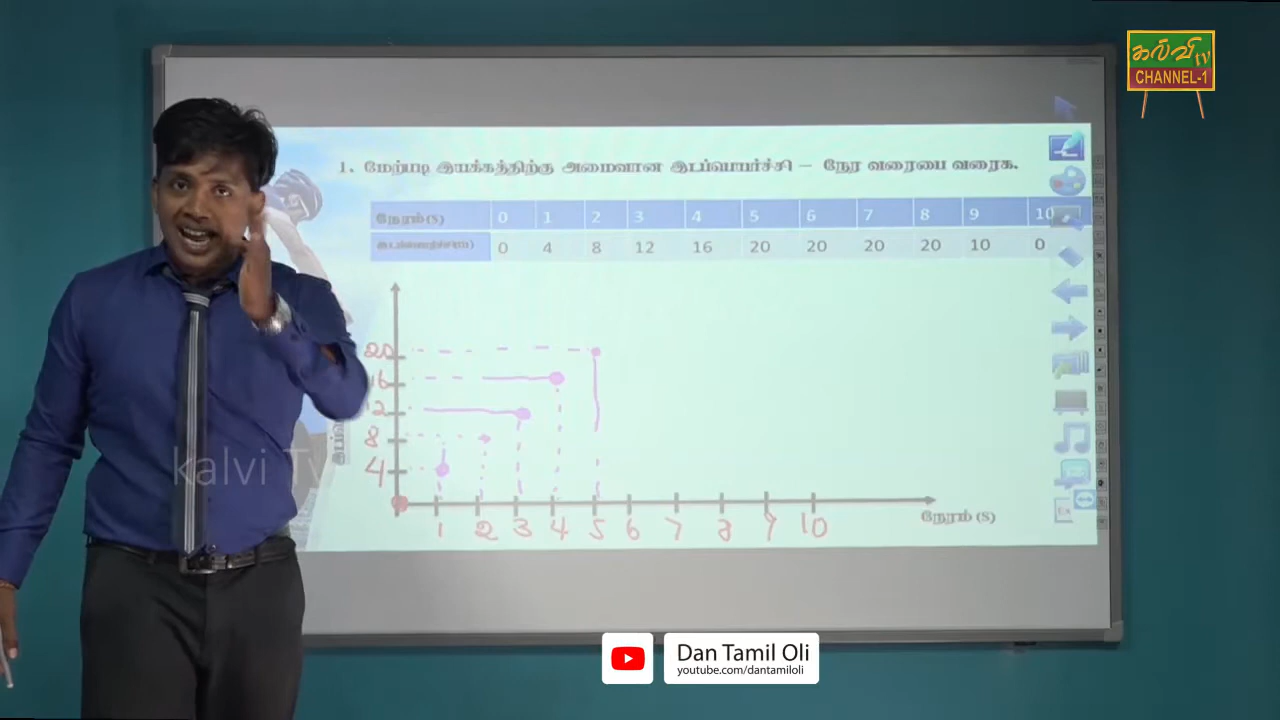 கல்வி TV
CHANNEL-1
1. மேற்படி இயக்கத்திற்கு அமைவான இடப்பெயர்ச்சி – நேர வரைபை வரைக.
நேரம்(S) 0 1 2 3 4 5 6 7 8 9 10
இடப்பெயர்ச்சி(m) 0 4 8 12 16 20 20 20 20 10 0
20
16
12
8
4
1 2 3 4 5 6 7 8 9 10
நேரம் (S)
kalvi Tv
Dan Tamil Oli
youtube.com/dantamiloli